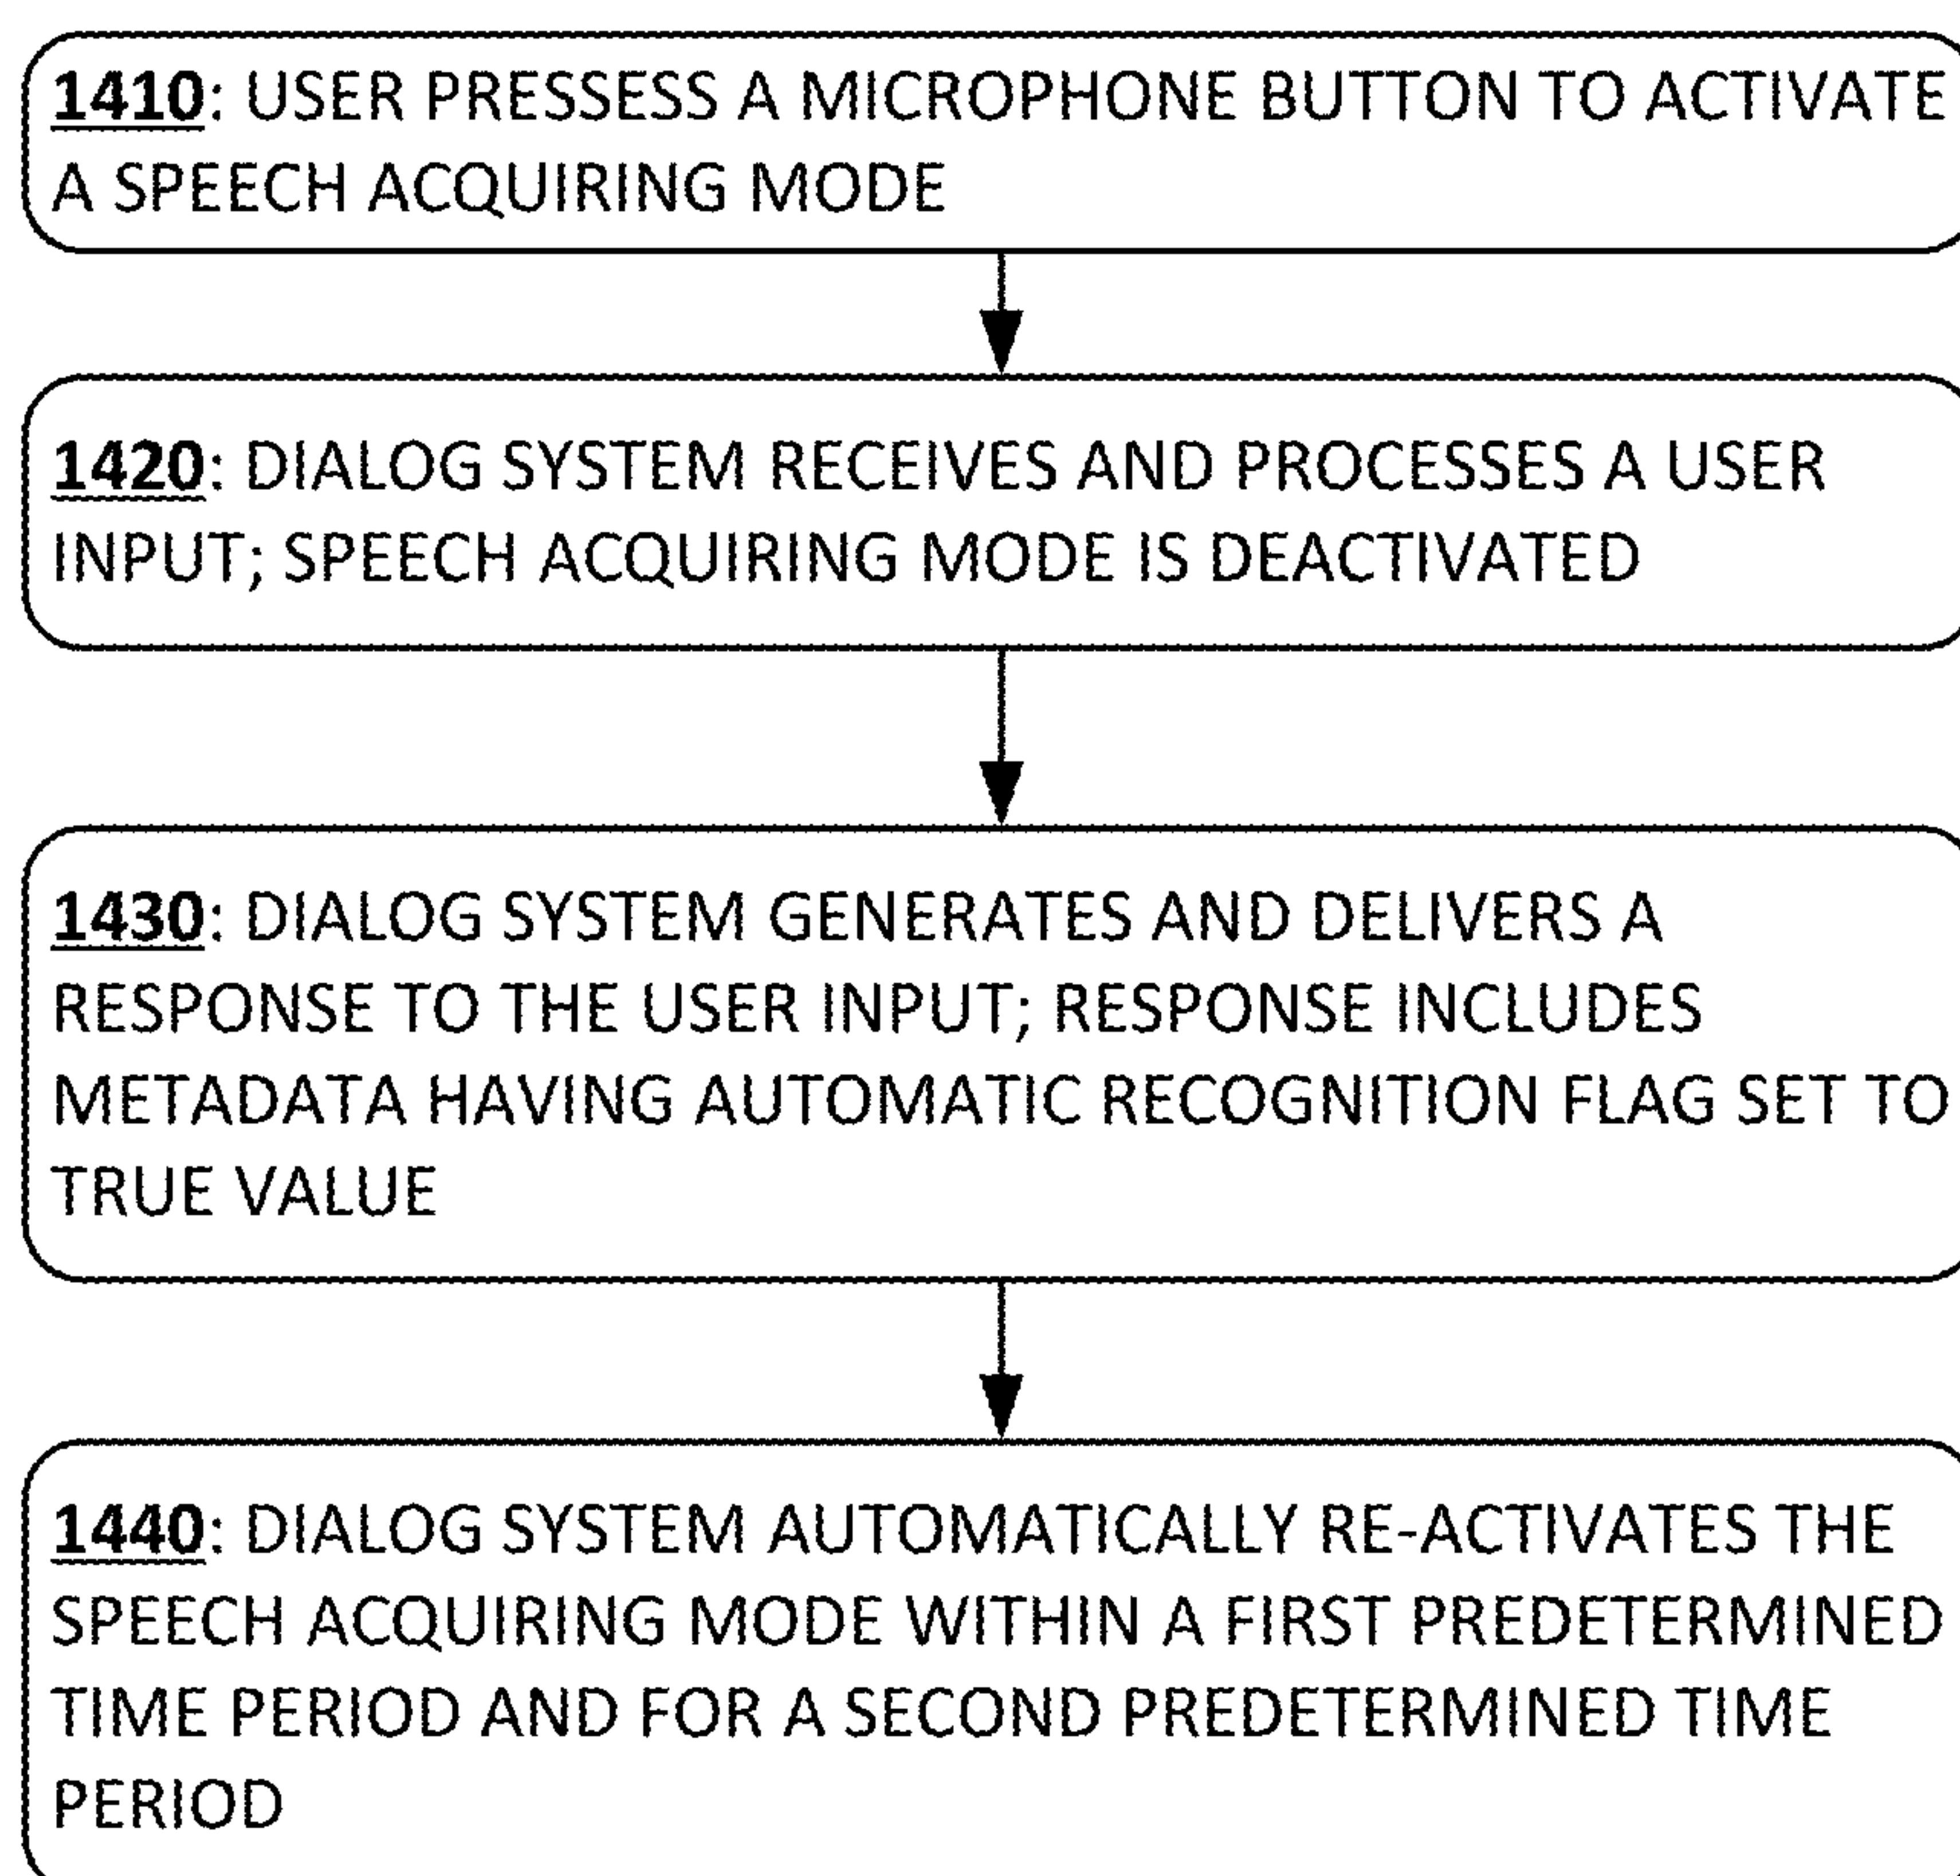 1410: USER PRESSESS A MICROPHONE BUTTON TO ACTIVATE
A SPEECH ACQUIRING MODE
1420: DIALOG SYSTEM RECEIVES AND PROCESSES A USER
INPUT; SPEECH ACQUIRING MODE IS DEACTIVATED
1430: DIALOG SYSTEM GENERATES AND DELIVERS A
RESPONSE TO THE USER INPUT; RESPONSE INCLUDES
METADATA HAVING AUTOMATIC RECOGNITION FLAG SET TO
TRUE VALUE
1440: DIALOG SYSTEM AUTOMATICALLY RE-ACTIVATES THE
SPEECH ACQUIRING MODE WITHIN A FIRST PREDETERMINED
TIME PERIOD AND FOR A SECOND PREDETERMINED TIME
PERIOD